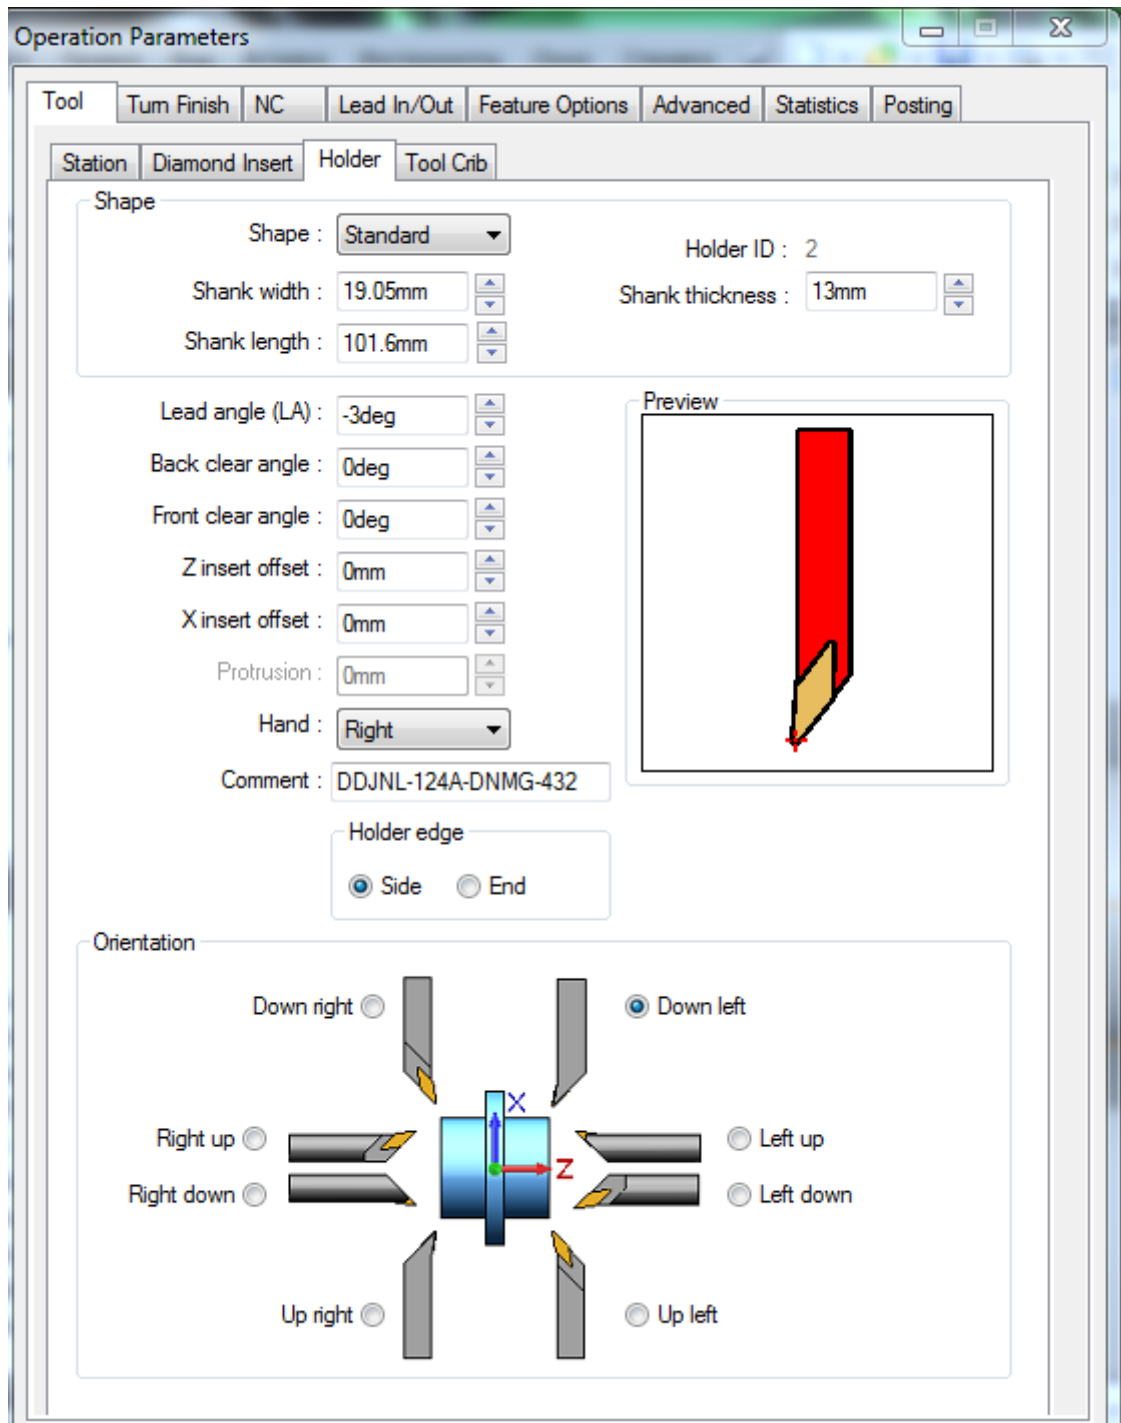 Operation Parameters
Tool Turn Finish NC Lead In/Out Feature Options Advanced Statistics Posting
Station Diamond Insert Holder Tool Crib
Shape
Shape : Standard
Holder ID : 2
Shank width : 19.05mm
Shank thickness : 13mm
Shank length : 101.6mm
Lead angle (LA) : -3deg
Preview
Back clear angle : 0deg
Front clear angle : 0deg
Z insert offset : 0mm
X insert offset : 0mm
Protrusion : 0mm
Hand : Right
Comment : DDJNL-124A-DNMG-432
Holder edge
Side End
Orientation
Down right Down left
X
Right up Left up
Z
Right down Left down
Up right Up left